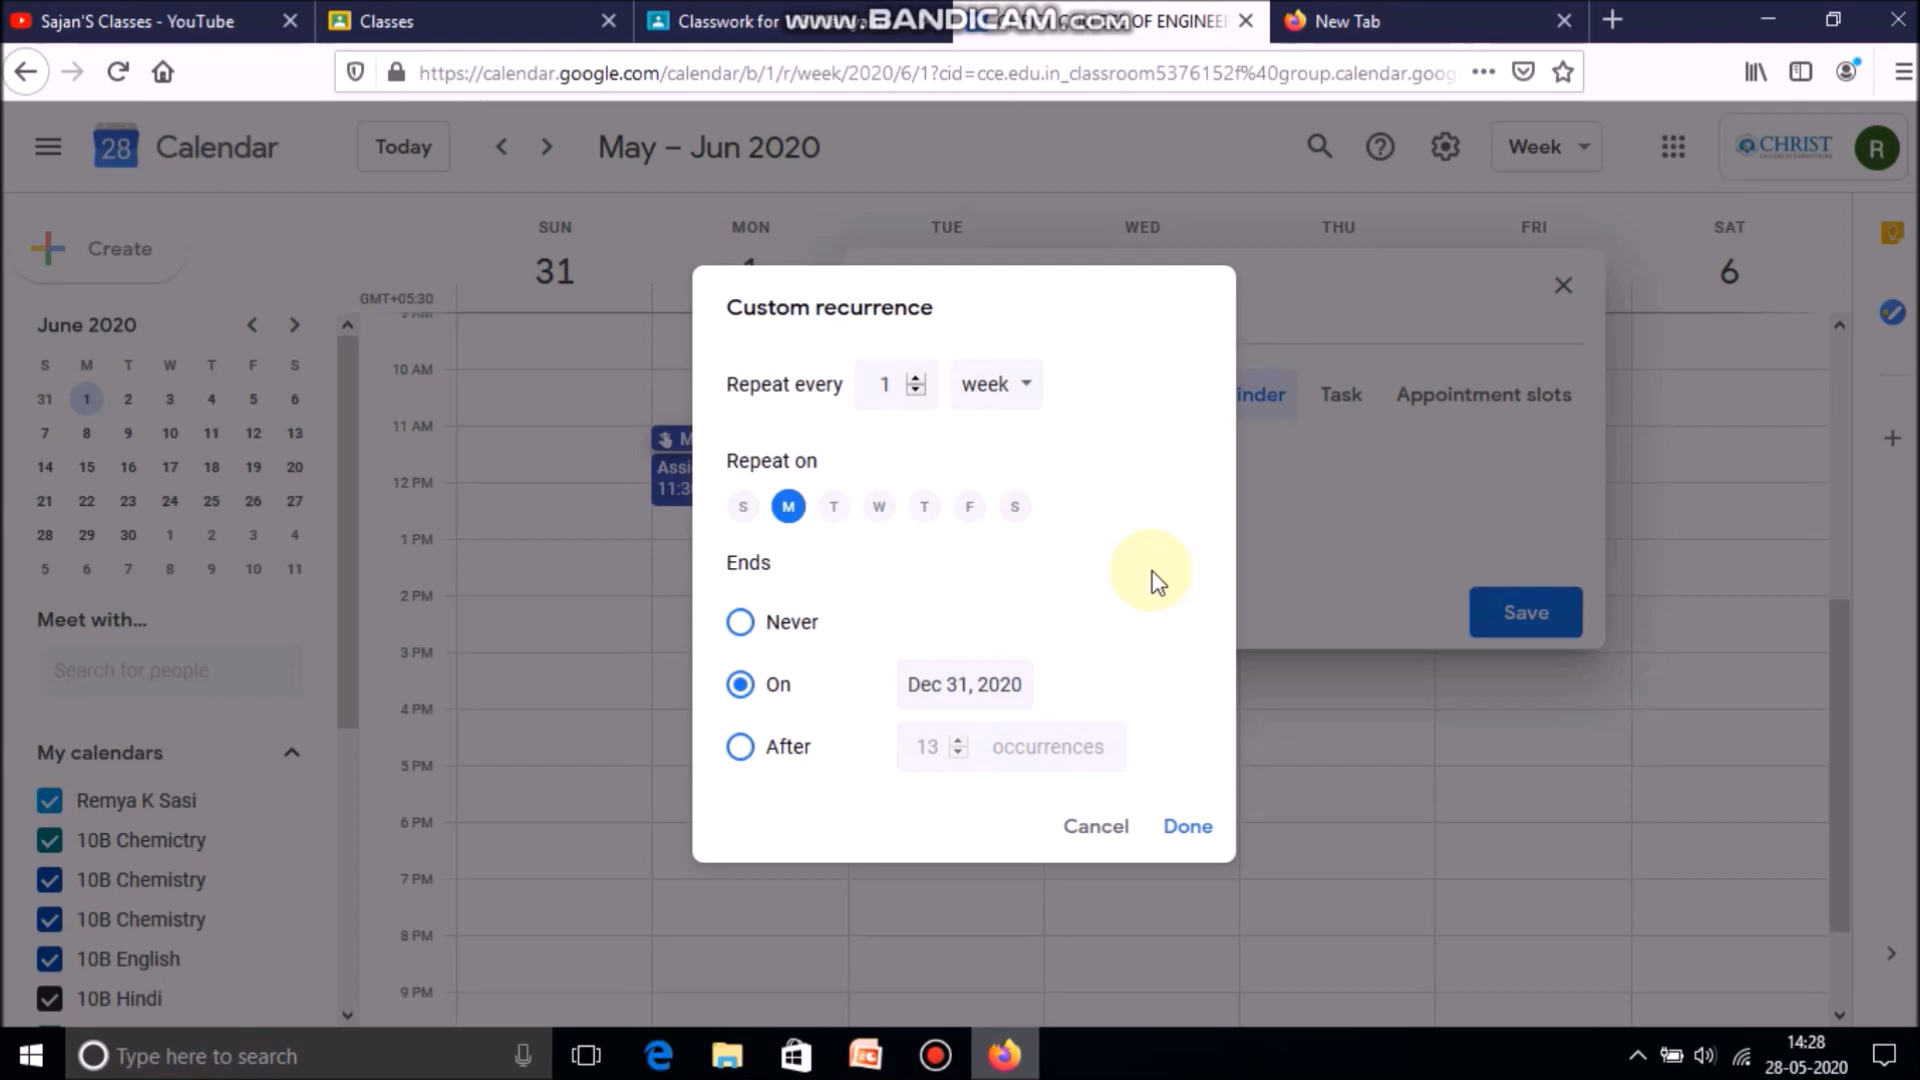 Sajan'S Classes - YouTube
Classes
Classwork for
www.BANDICAM.com
OF ENGINEER
New Tab
https://calendar.google.com/calendar/b/1/r/week/2020/6/1?cid=cce.edu.in_classroom5376152f%40group.calendar.goog
28
Calendar
Today
May – Jun 2020
Week
CHRIST
R
Create
SUN
MON
TUE
WED
THU
FRI
SAT
31
6
GMT+05:30
June 2020
S M T W T F S
31 1 2 3 4 5 6
7 8 9 10 11 12 13
14 15 16 17 18 19 20
21 22 23 24 25 26 27
28 29 30 1 2 3 4
5 6 7 8 9 10 11
Meet with...
Search for people
My calendars
Remya K Sasi
10B Chemictry
10B Chemistry
10B Chemistry
10B English
10B Hindi
9 AM
10 AM
11 AM
12 PM
1 PM
2 PM
3 PM
4 PM
5 PM
6 PM
7 PM
8 PM
9 PM
M
Assi
11:3
Custom recurrence
Repeat every 1 week
Repeat on
S M T W T F S
Ends
Never
On Dec 31, 2020
After 13 occurrences
Cancel Done
inder
Task
Appointment slots
Save
Type here to search
14:28
28-05-2020